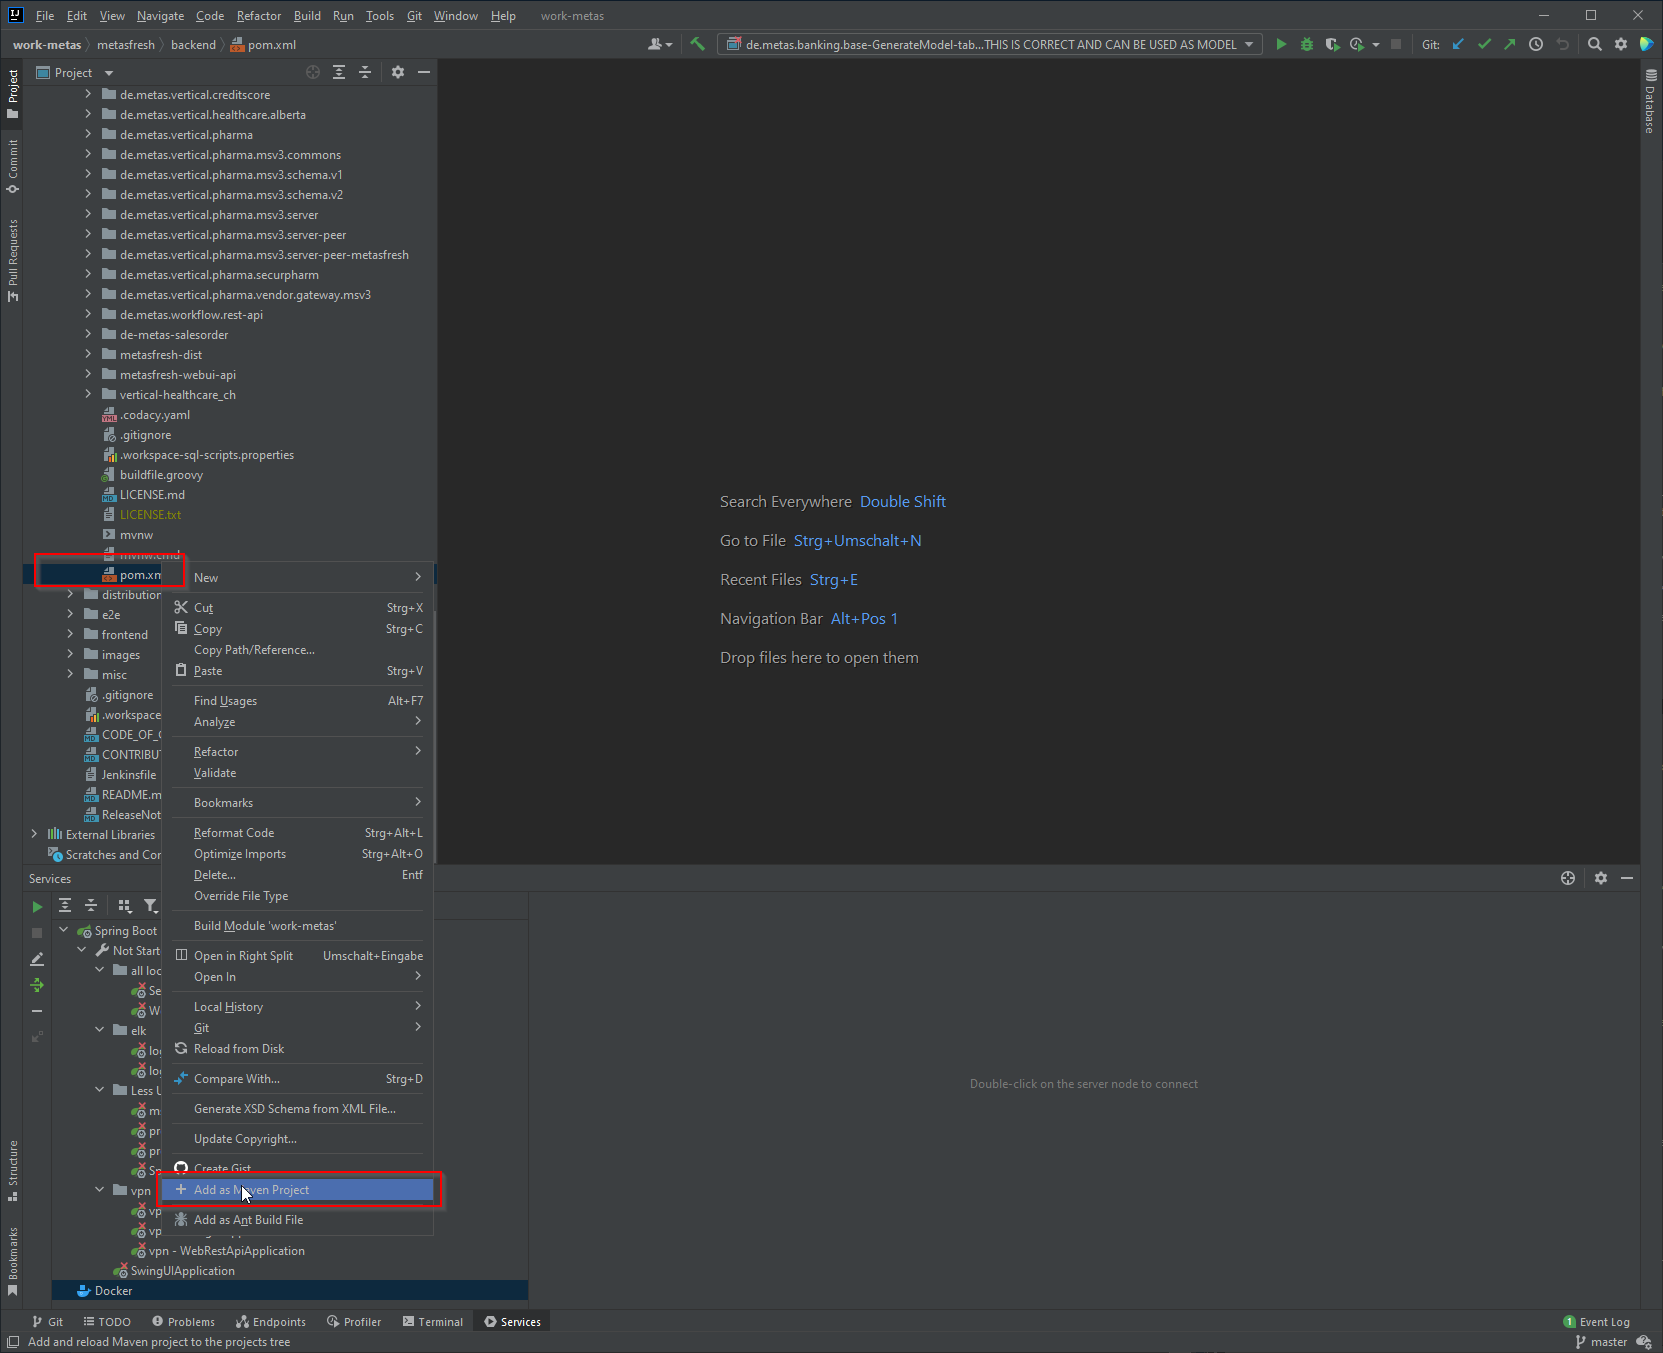 File Edit View Navigate Code Refactor Build Run Tools Git Window Help work-metas
work-metas metasfresh backend pom.xml
de.metas.banking.base-GenerateModel-tab...THIS IS CORRECT AND CAN BE USED AS MODEL
Git:
Project
Project
Commit
Pull Requests
Structure
Bookmarks
Database
de.metas.vertical.creditscore
de.metas.vertical.healthcare.alberta
de.metas.vertical.pharma
de.metas.vertical.pharma.msv3.commons
de.metas.vertical.pharma.msv3.schema.v1
de.metas.vertical.pharma.msv3.schema.v2
de.metas.vertical.pharma.msv3.server
de.metas.vertical.pharma.msv3.server-peer
de.metas.vertical.pharma.msv3.server-peer-metasfresh
de.metas.vertical.pharma.securpharm
de.metas.vertical.pharma.vendor.gateway.msv3
de.metas.workflow.rest-api
de-metas-salesorder
metasfresh-dist
metasfresh-webui-api
vertical-healthcare_ch
.codacy.yaml
.gitignore
.workspace-sql-scripts.properties
buildfile.groovy
LICENSE.md
LICENSE.txt
mvnw
mvnw.cmd
pom.xm
distribution
e2e
frontend
images
misc
.gitignore
.workspace
CODE_OF_C
CONTRIBUT
Jenkinsfile
README.m
ReleaseNot
External Libraries
Scratches and Con
New
Cut Strg+X
Copy Strg+C
Copy Path/Reference...
Paste Strg+V
Find Usages Alt+F7
Analyze
Refactor
Validate
Bookmarks
Reformat Code Strg+Alt+L
Optimize Imports Strg+Alt+O
Delete... Entf
Override File Type
Build Module 'work-metas'
Open in Right Split Umschalt+Eingabe
Open In
Local History
Git
Reload from Disk
Compare With... Strg+D
Generate XSD Schema from XML File...
Update Copyright...
Create Gist
Add as Maven Project
Add as Ant Build File
Search Everywhere Double Shift
Go to File Strg+Umschalt+N
Recent Files Strg+E
Navigation Bar Alt+Pos 1
Drop files here to open them
Services
Spring Boot
Not Start
all loc
Se
W
elk
log
log
Less U
ms
pr
pr
Sp
vpn
vp
vp
vpn - WebRestApiApplication
SwingUIApplication
Docker
Double-click on the server node to connect
Git TODO Problems Endpoints Profiler Terminal Services 1 Event Log
Add and reload Maven project to the projects tree master